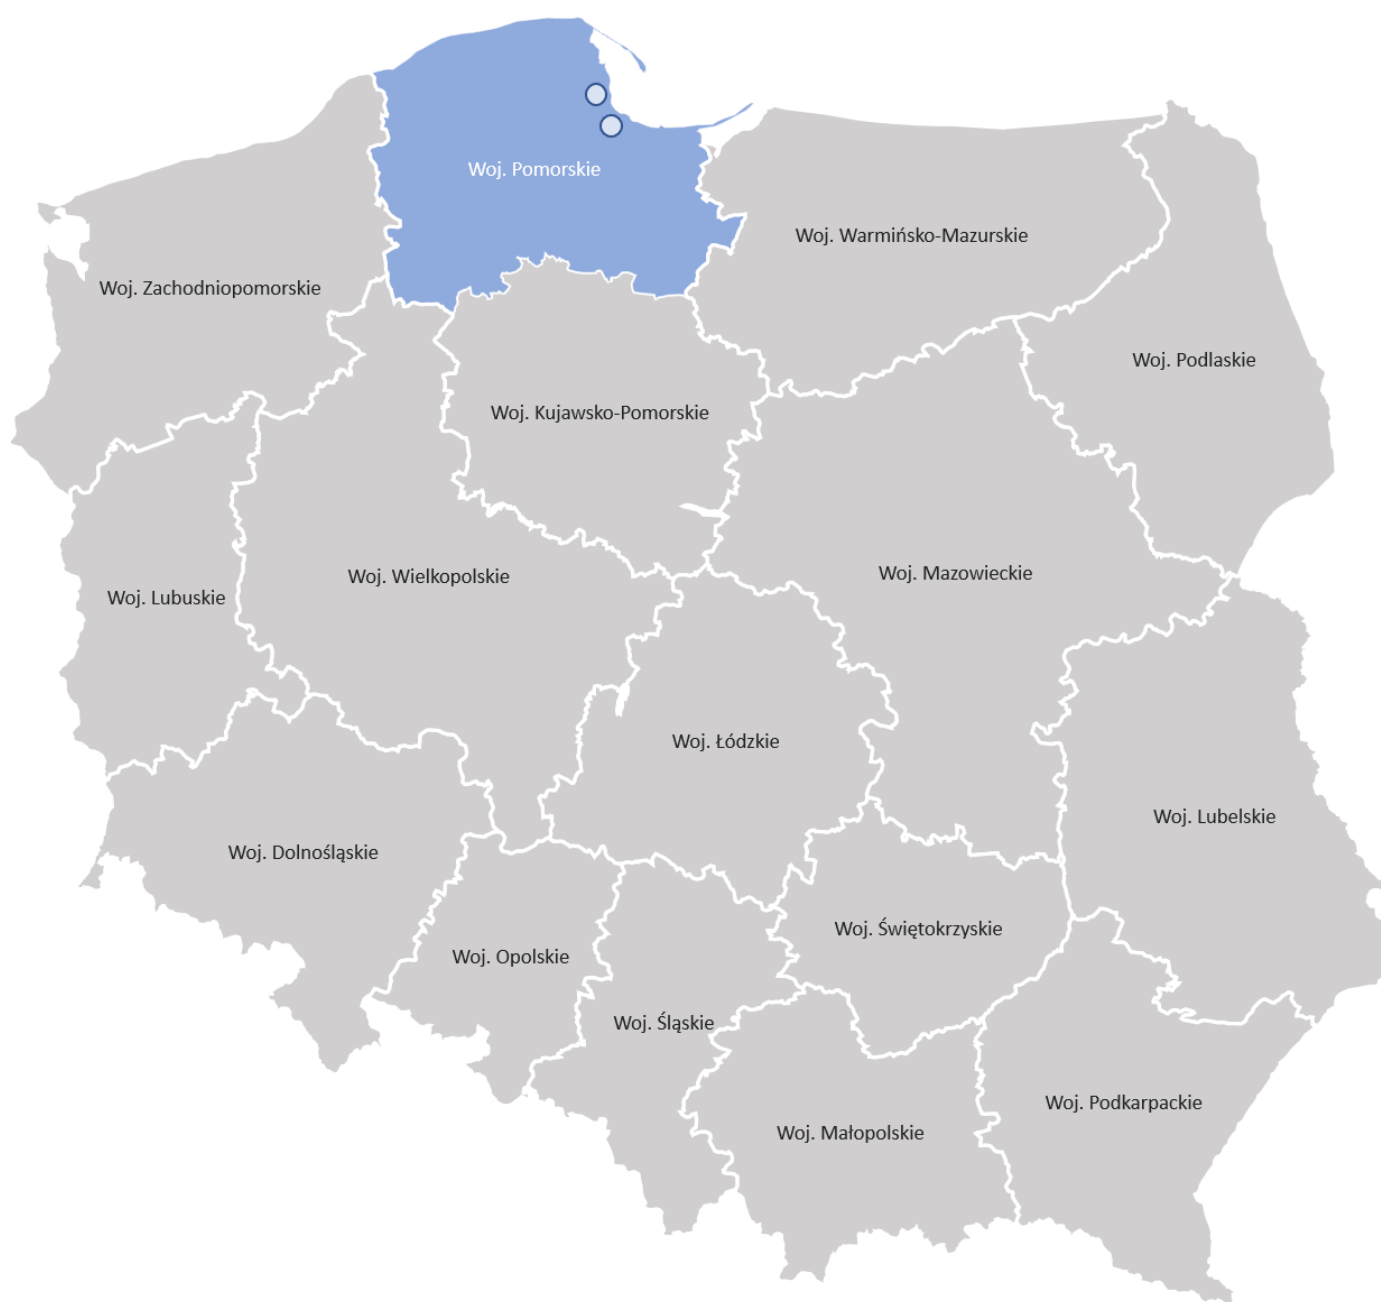 Woj. Pomorskie
Woj. Warmińsko-Mazurskie
Woj. Zachodniopomorskie
Woj. Podlaskie
Woj. Kujawsko-Pomorskie
Woj. Mazowieckie
Woj. Wielkopolskie
Woj. Lubuskie
Woj. Łódzkie
Woj. Lubelskie
Woj. Dolnośląskie
Woj. Świętokrzyskie
Woj. Opolskie
Woj. Śląskie
Woj. Podkarpackie
Woj. Małopolskie